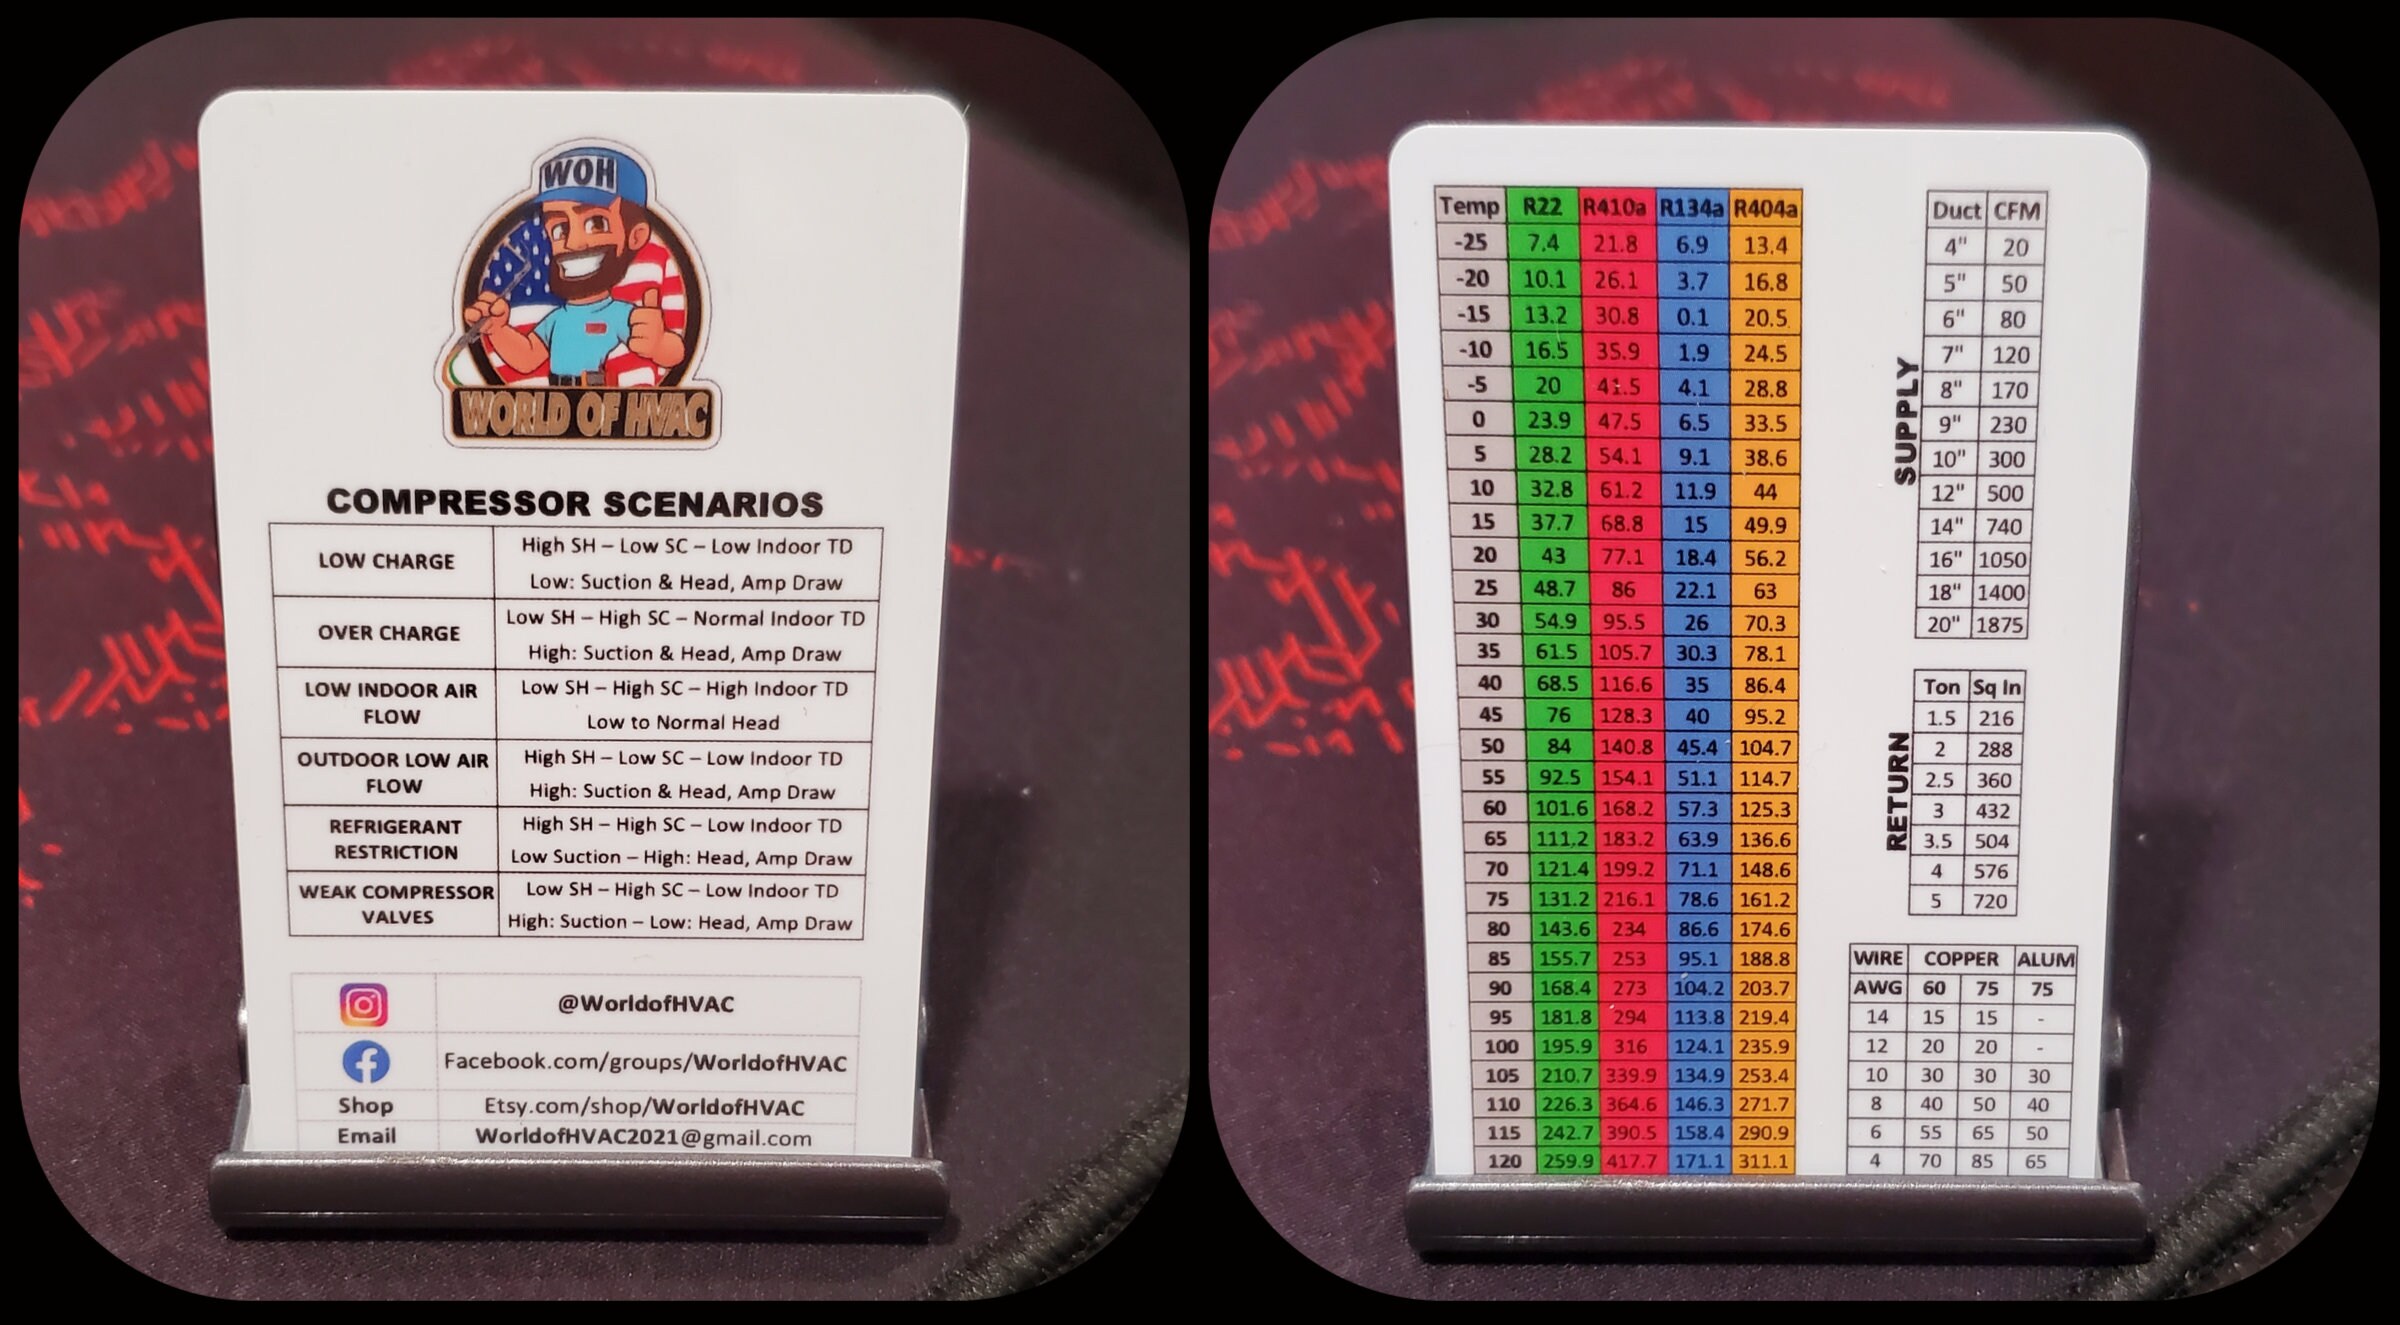 WOH
WORLD OF HVAC
COMPRESSOR SCENARIOS
LOW CHARGE
High SH – Low SC – Low Indoor TD
Low: Suction & Head, Amp Draw
OVER CHARGE
Low SH – High SC – Normal Indoor TD
High: Suction & Head, Amp Draw
LOW INDOOR AIR
FLOW
Low SH – High SC – High Indoor TD
Low to Normal Head
OUTDOOR LOW AIR
FLOW
High SH – Low SC – Low Indoor TD
High: Suction & Head, Amp Draw
REFRIGERANT
RESTRICTION
High SH – High SC – Low Indoor TD
Low Suction – High: Head, Amp Draw
WEAK COMPRESSOR
VALVES
Low SH – High SC – Low Indoor TD
High: Suction – Low: Head, Amp Draw
@WorldofHVAC
Facebook.com/groups/WorldofHVAC
Shop Etsy.com/shop/WorldofHVAC
Email WorldofHVAC2021@gmail.com
Temp R22 R410a R134a R404a
-25 7.4 21.8 6.9 13.4
-20 10.1 26.1 3.7 16.8
-15 13.2 30.8 0.1 20.5
-10 16.5 35.9 1.9 24.5
-5 20 41.5 4.1 28.8
0 23.9 47.5 6.5 33.5
5 28.2 54.1 9.1 38.6
10 32.8 61.2 11.9 44
15 37.7 68.8 15 49.9
20 43 77.1 18.4 56.2
25 48.7 86 22.1 63
30 54.9 95.5 26 70.3
35 61.5 105.7 30.3 78.1
40 68.5 116.6 35 86.4
45 76 128.3 40 95.2
50 84 140.8 45.4 104.7
55 92.5 154.1 51.1 114.7
60 101.6 168.2 57.3 125.3
65 111.2 183.2 63.9 136.6
70 121.4 199.2 71.1 148.6
75 131.2 216.1 78.6 161.2
80 143.6 234 86.6 174.6
85 155.7 253 95.1 188.8
90 168.4 273 104.2 203.7
95 181.8 294 113.8 219.4
100 195.9 316 124.1 235.9
105 210.7 339.9 134.9 253.4
110 226.3 364.6 146.3 271.7
115 242.7 390.5 158.4 290.9
120 259.9 417.7 171.1 311.1
SUPPLY
Duct CFM
4" 20
5" 50
6" 80
7" 120
8" 170
9" 230
10" 300
12" 500
14" 740
16" 1050
18" 1400
20" 1875
RETURN
Ton Sq In
1.5 216
2 288
2.5 360
3 432
3.5 504
4 576
5 720
WIRE COPPER ALUM
AWG 60 75 75
14 15 15 -
12 20 20 -
10 30 30 30
8 40 50 40
6 55 65 50
4 70 85 65